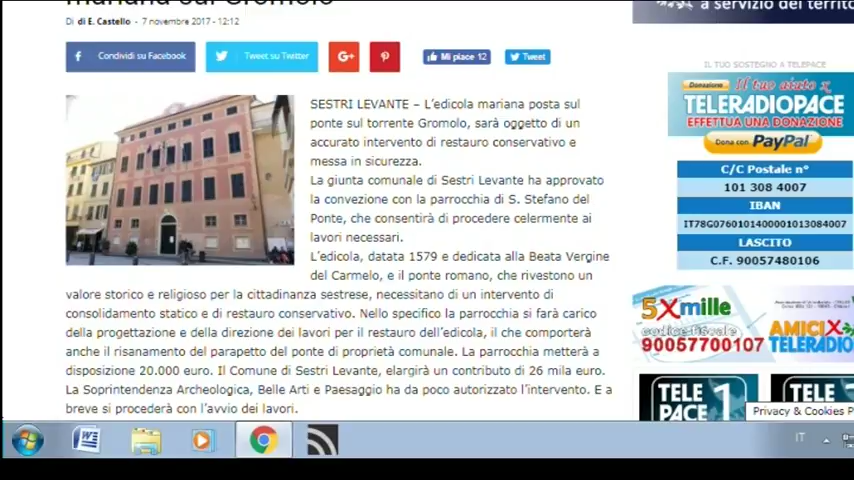 mariana sul Gromolo
Di di E. Castello - 7 novembre 2017 - 12:12
Condividi su Facebook
Tweet su Twitter
G+
Mi piace 12
Tweet
SESTRI LEVANTE – L’edicola mariana posta sul
ponte sul torrente Gromolo, sarà oggetto di un
accurato intervento di restauro conservativo e
messa in sicurezza.
La giunta comunale di Sestri Levante ha approvato
la convezione con la parrocchia di S. Stefano del
Ponte, che consentirà di procedere celermente ai
lavori necessari.
L’edicola, datata 1579 e dedicata alla Beata Vergine
del Carmelo, e il ponte romano, che rivestono un
valore storico e religioso per la cittadinanza sestrese, necessitano di un intervento di
consolidamento statico e di restauro conservativo. Nello specifico la parrocchia si farà carico
della progettazione e della direzione dei lavori per il restauro dell’edicola, il che comporterà
anche il risanamento del parapetto del ponte di proprietà comunale. La parrocchia metterà a
disposizione 20.000 euro. Il Comune di Sestri Levante, elargirà un contributo di 26 mila euro.
La Soprintendenza Archeologica, Belle Arti e Paesaggio ha da poco autorizzato l’intervento. E a
breve si procederà con l’avvio dei lavori.
a servizio del territo
IL TUO SOSTEGNO A TELEPACE
Donazione Il tuo aiuto x
TELERADIOPACE
EFFETTUA UNA DONAZIONE
Dona con PayPal
C/C Postale n°
101 308 4007
IBAN
IT78G0760101400001013084007
LASCITO
C.F. 90057480106
5Xmille
codice fiscale
90057700107
AMICI X
TELERADIO
TELE
PACE 1
TELE
PACE
Privacy & Cookies P
IT